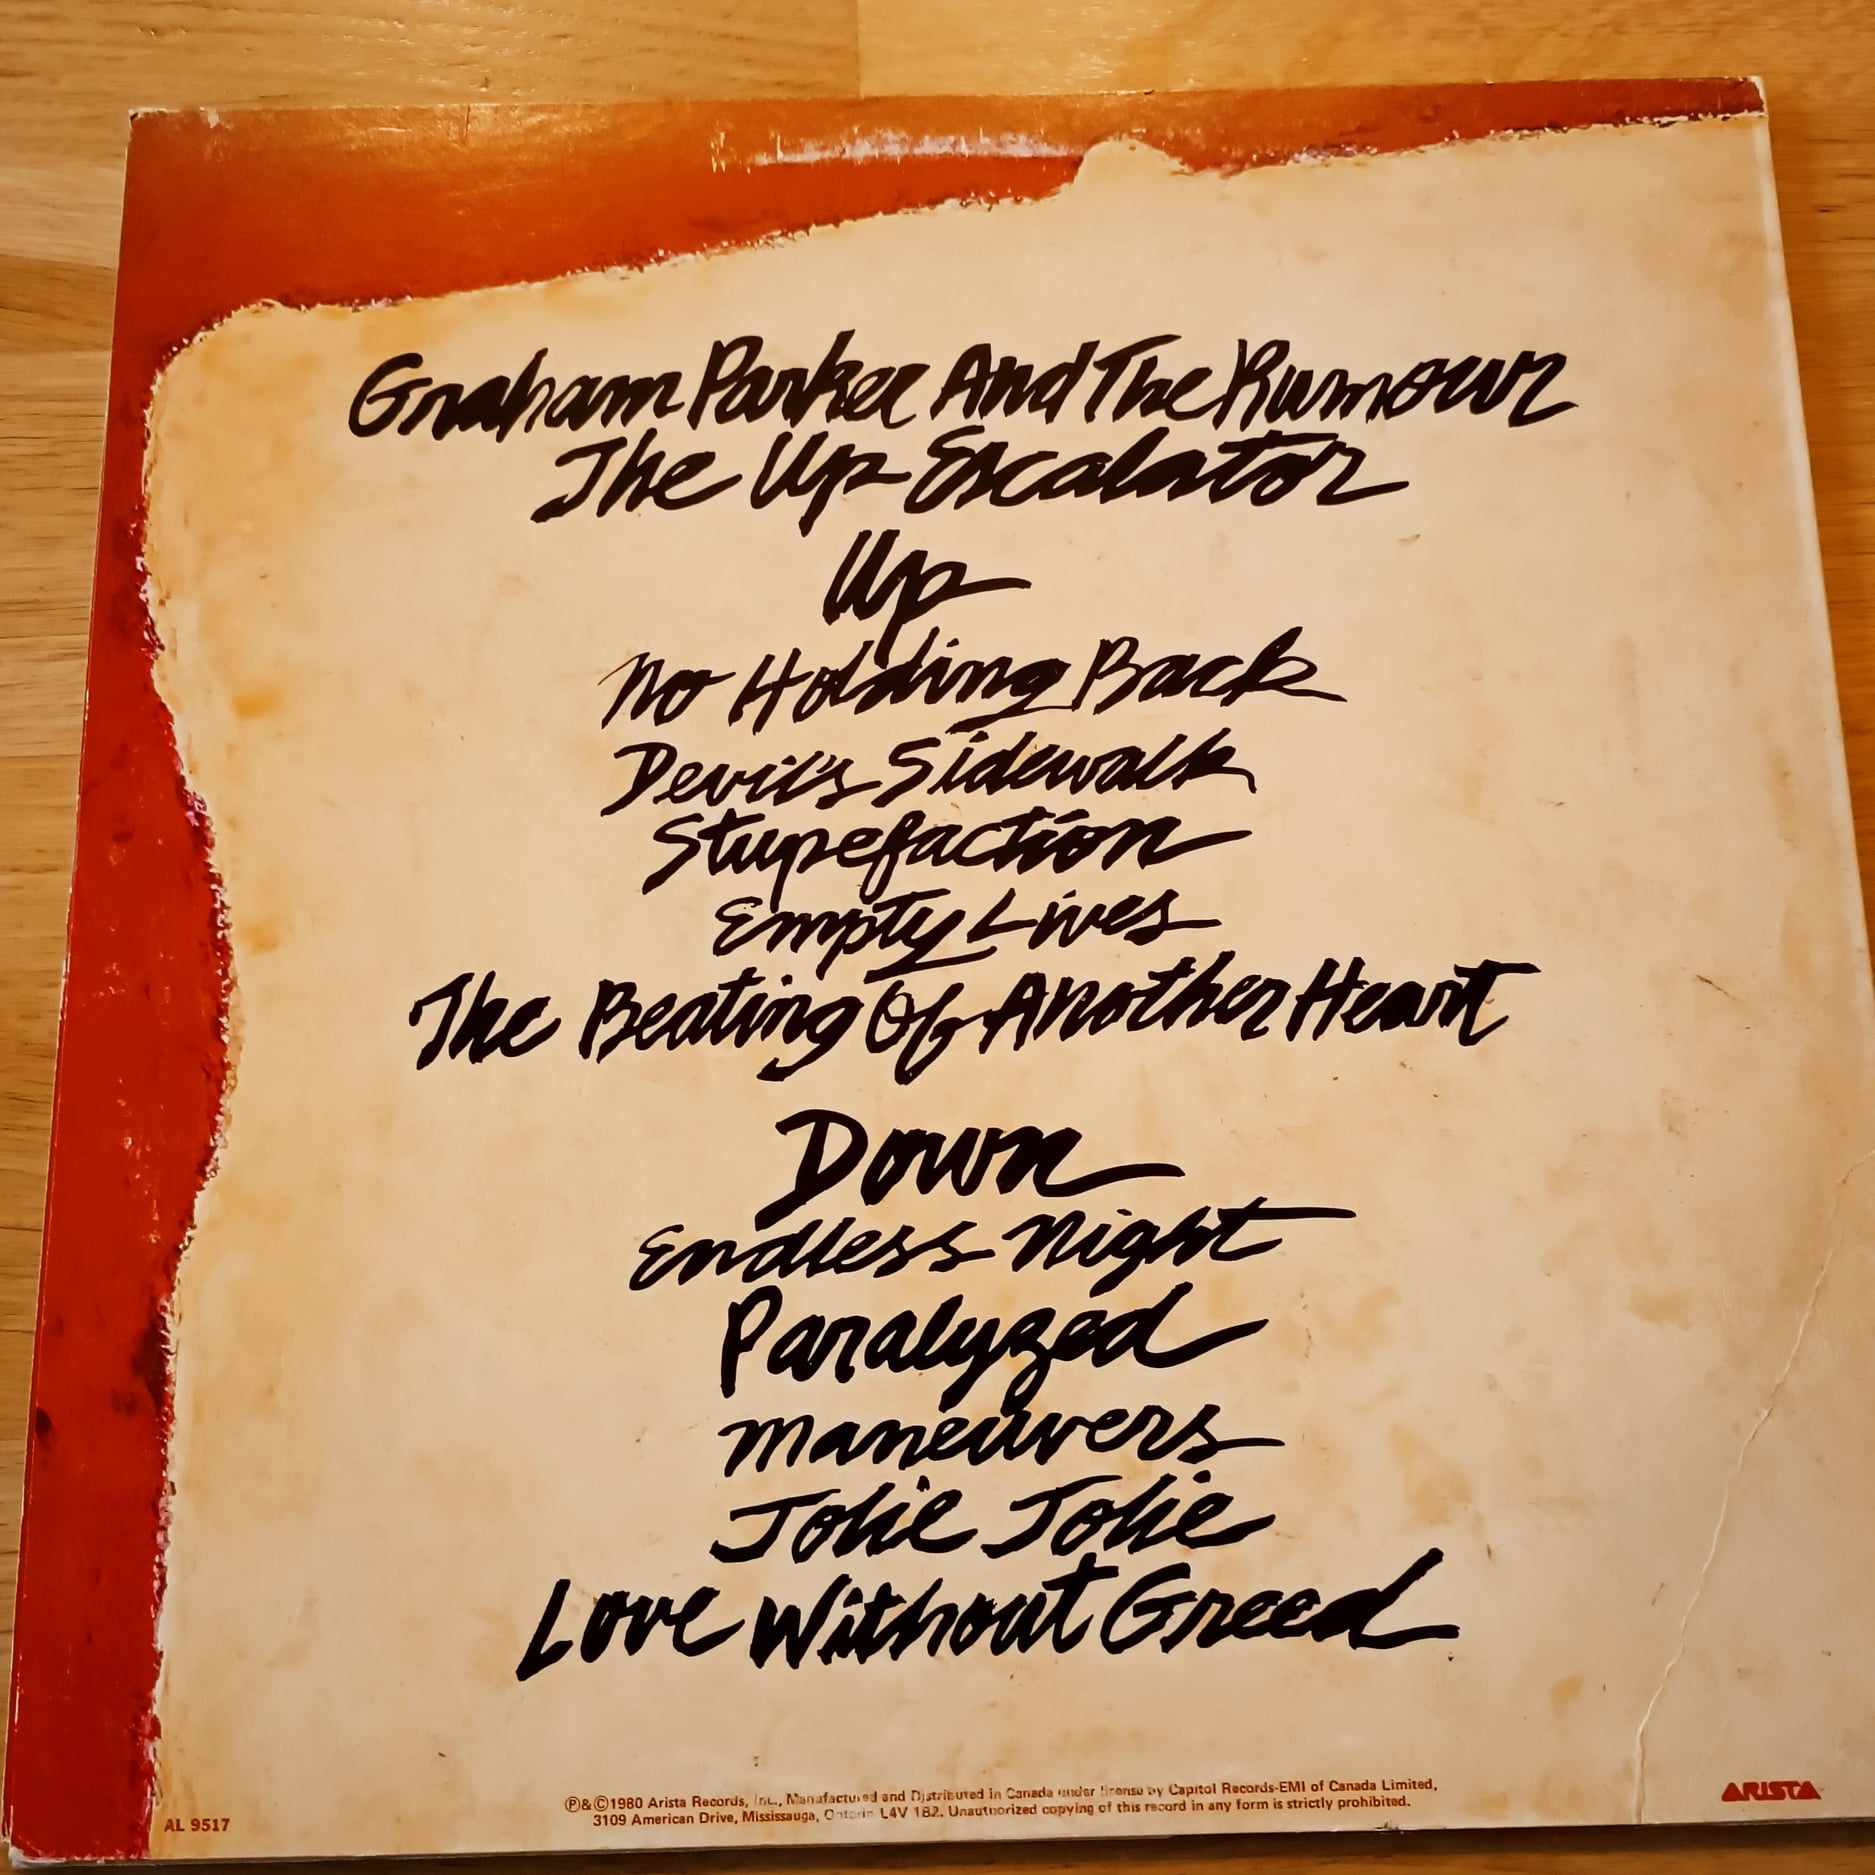 Graham Parker And The Rumour
The Up Escalator
Up
No Holding Back
Devil's Sidewalk
Stupefaction
Empty Lives
The Beating Of Another Heart
Down
Endless Night
Paralyzed
Maneuvers
Jolie Jolie
Love Without Greed
℗&©1980 Arista Records, Inc., Manufactured and Distributed in Canada under license by Capitol Records-EMI of Canada Limited,
3109 American Drive, Mississauga, Ontario L4V 1B2. Unauthorized copying of this record in any form is strictly prohibited.
AL 9517
ARISTA